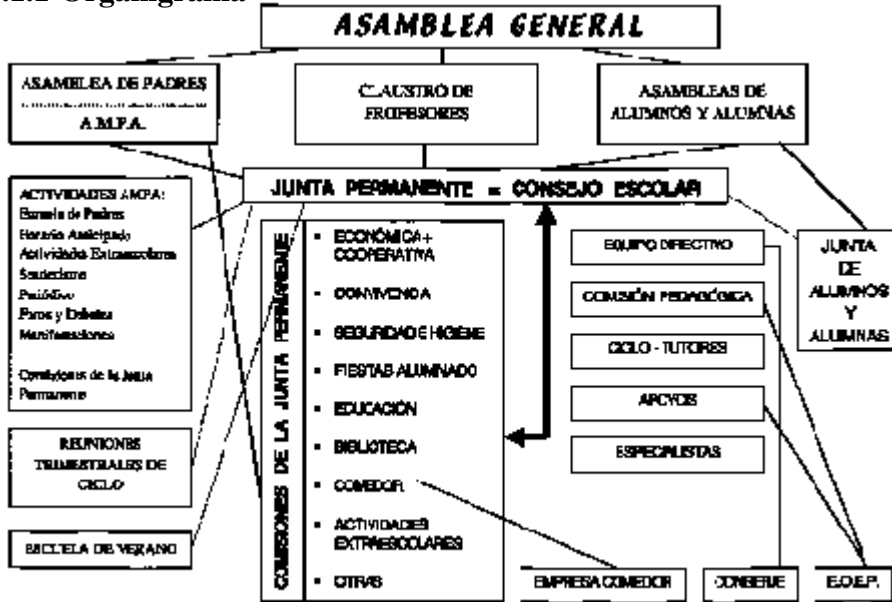 Organigrama
ASAMBLEA GENERAL
ASAMBLEA DE PADRES
A.M.P.A.
CLAUSTRO DE
PROFESORES
ASAMBLEAS DE
ALUMNOS Y ALUMNAS
JUNTA PERMANENTE = CONSEJO ESCOLAR
ACTIVIDADES AMPA:
Escuela de Padres
Horario Anticipado
Actividades Extraescolares
Senderismo
Periódico
Foros y Debates
Manifestaciones
de la Junta
Permanente
REUNIONES
TRIMESTRALES DE
CICLO
ESCUELA DE VERANO
COMISIONES DE LA JUNTA PERMANENTE
ECONÓMICA +
COOPERATIVA
CONVIVENCIA
SEGURIDAD E HIGIENE
FIESTAS ALUMNADO
EDUCACIÓN
BIBLIOTECA
COMEDOR
ACTIVIDADES
EXTRAESCOLARES
OTRAS
EQUIPO DIRECTIVO
COMISIÓN PEDAGÓGICA
CICLO - TUTORES
APOYOS
ESPECIALISTAS
JUNTA
DE
ALUMNOS
Y
ALUMNAS
EMPRESA COMEDOR
CONSERJE
E.O.E.P.